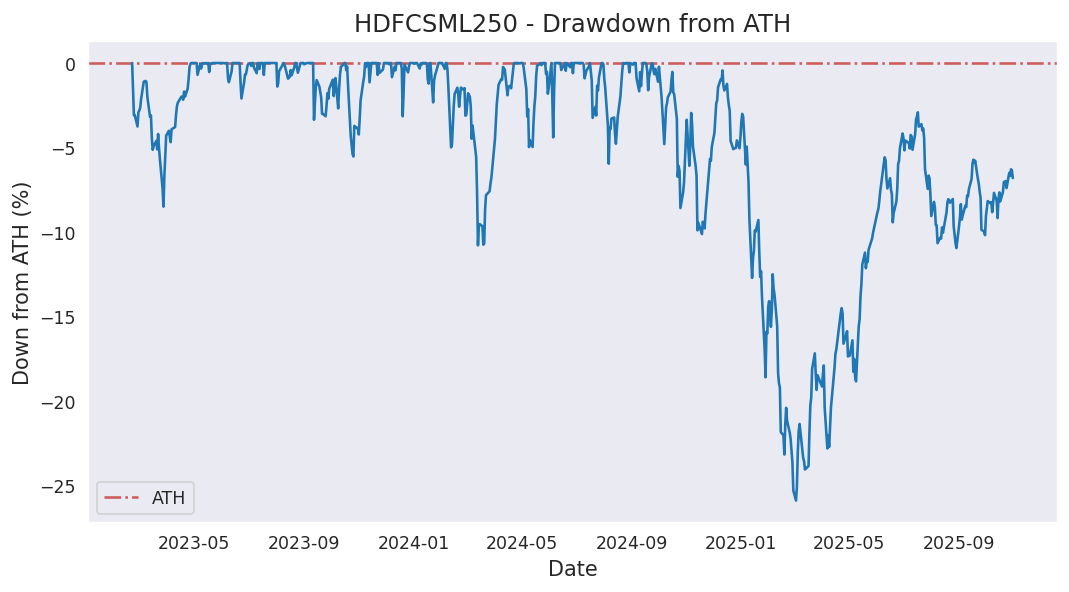 HDFCSML250 - Drawdown from ATH
Down from ATH (%)
0
−5
−10
−15
−20
−25
ATH
2023-05 2023-09 2024-01 2024-05 2024-09 2025-01 2025-05 2025-09
Date